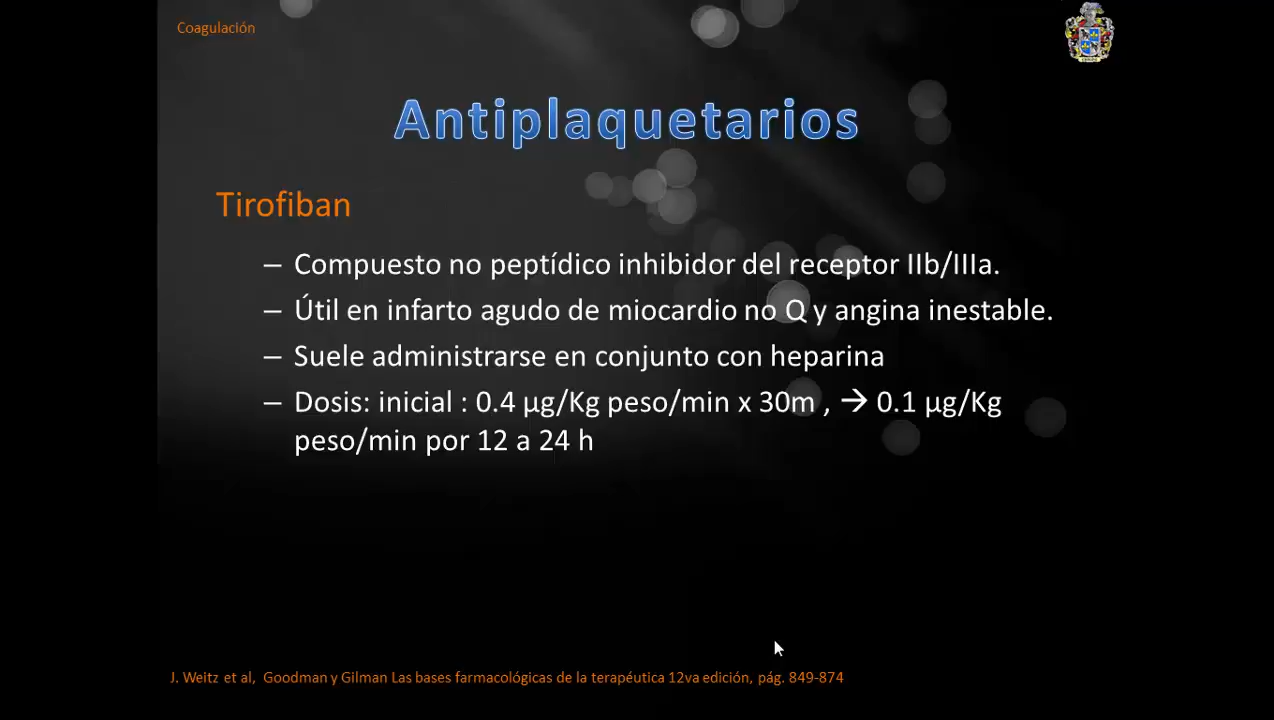 Coagulación
Antiplaquetarios
Tirofiban
– Compuesto no peptídico inhibidor del receptor IIb/IIIa.
– Útil en infarto agudo de miocardio no Q y angina inestable.
– Suele administrarse en conjunto con heparina
– Dosis: inicial : 0.4 µg/Kg peso/min x 30m , → 0.1 µg/Kg
peso/min por 12 a 24 h
J. Weitz et al, Goodman y Gilman Las bases farmacológicas de la terapéutica 12va edición, pág. 849-874